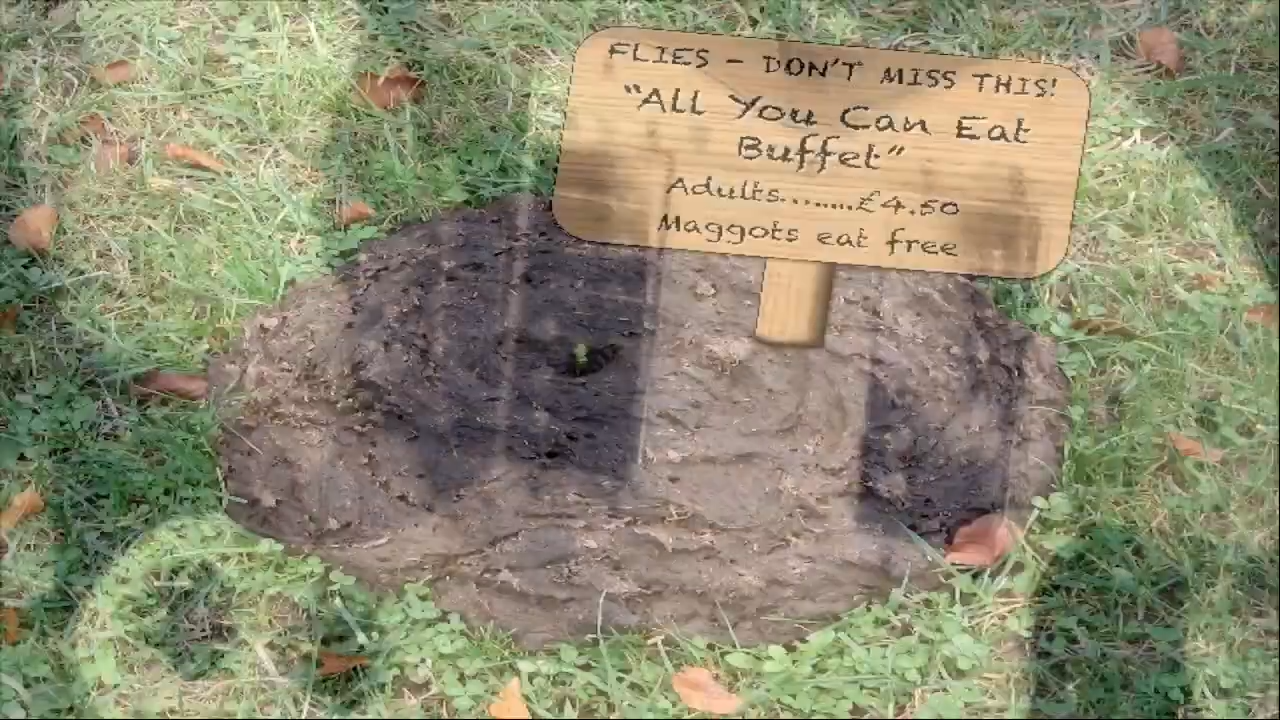 FLIES - DON'T MISS THIS!
"All You Can Eat
Buffet"
Adults.......£4.50
Maggots eat free